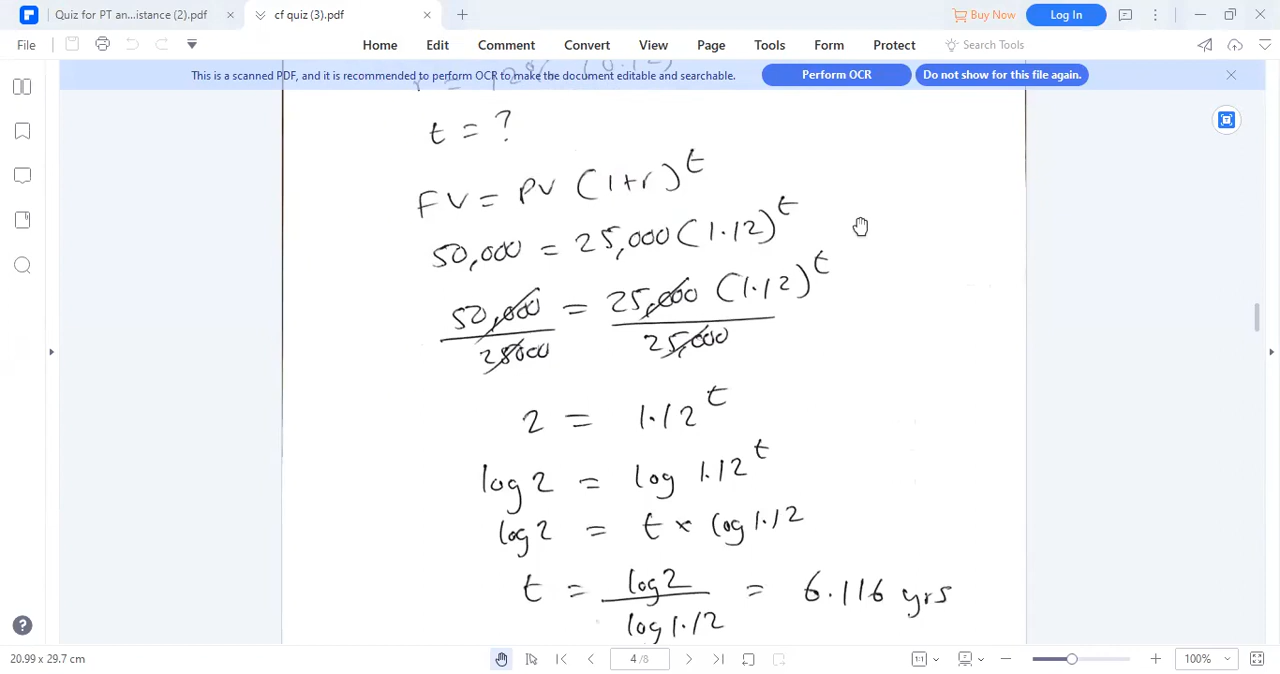 Quiz for PT an...istance (2).pdf
cf quiz (3).pdf
Buy Now
Log In
File
Home
Edit
Comment
Convert
View
Page
Tools
Form
Protect
Search Tools
This is a scanned PDF, and it is recommended to perform OCR to make the document editable and searchable.
Perform OCR
Do not show for this file again.
t = ?
FV = PV (1+r)^t
50,000 = 25,000 (1.12)^t
50,000 = 25,000 (1.12)^t
25000 25,000
2 = 1.12^t
log 2 = log 1.12^t
log 2 = t × log 1.12
t = log 2 = 6.116 yrs
log 1.12
20.99 x 29.7 cm
4 /8
1:1
100%